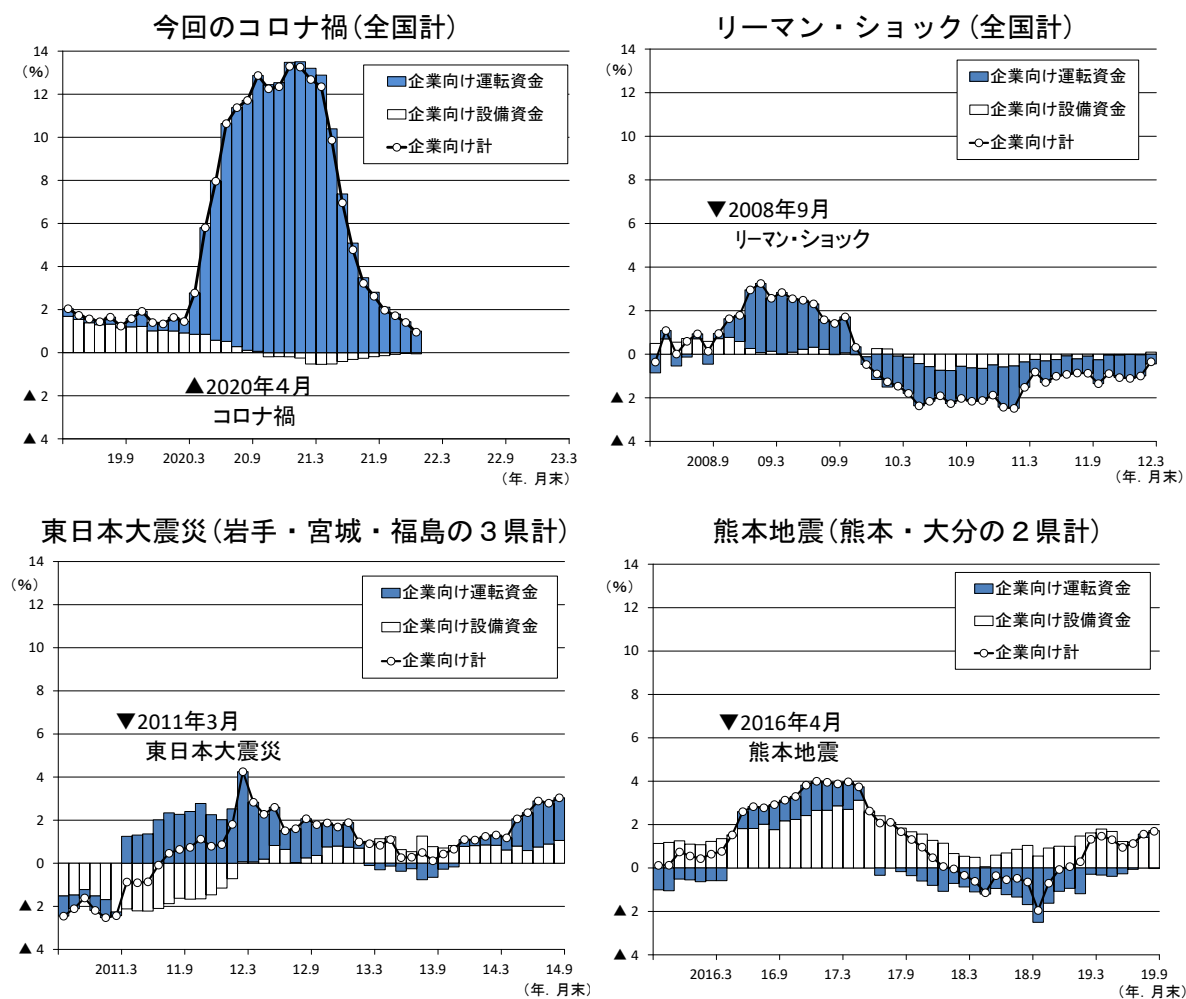 今回のコロナ禍(全国計)
14
(%)
12
10
8
6
4
2
0
▲ 2
▲ 4
企業向け運転資金
企業向け設備資金
企業向け計
▲2020年4月
コロナ禍
19.9 2020.3 20.9 21.3 21.9 22.3 22.9 23.3
(年. 月末)
リーマン・ショック(全国計)
14
(%)
12
10
8
6
4
2
0
▲ 2
▲ 4
企業向け運転資金
企業向け設備資金
企業向け計
▼2008年9月
リーマン・ショック
2008.9 09.3 09.9 10.3 10.9 11.3 11.9 12.3
(年. 月末)
東日本大震災(岩手・宮城・福島の3県計)
14
(%)
12
10
8
6
4
2
0
▲ 2
▲ 4
企業向け運転資金
企業向け設備資金
企業向け計
▼2011年3月
東日本大震災
2011.3 11.9 12.3 12.9 13.3 13.9 14.3 14.9
(年. 月末)
熊本地震(熊本・大分の2県計)
14
(%)
12
10
8
6
4
2
0
▲ 2
▲ 4
企業向け運転資金
企業向け設備資金
企業向け計
▼2016年4月
熊本地震
2016.3 16.9 17.3 17.9 18.3 18.9 19.3 19.9
(年. 月末)